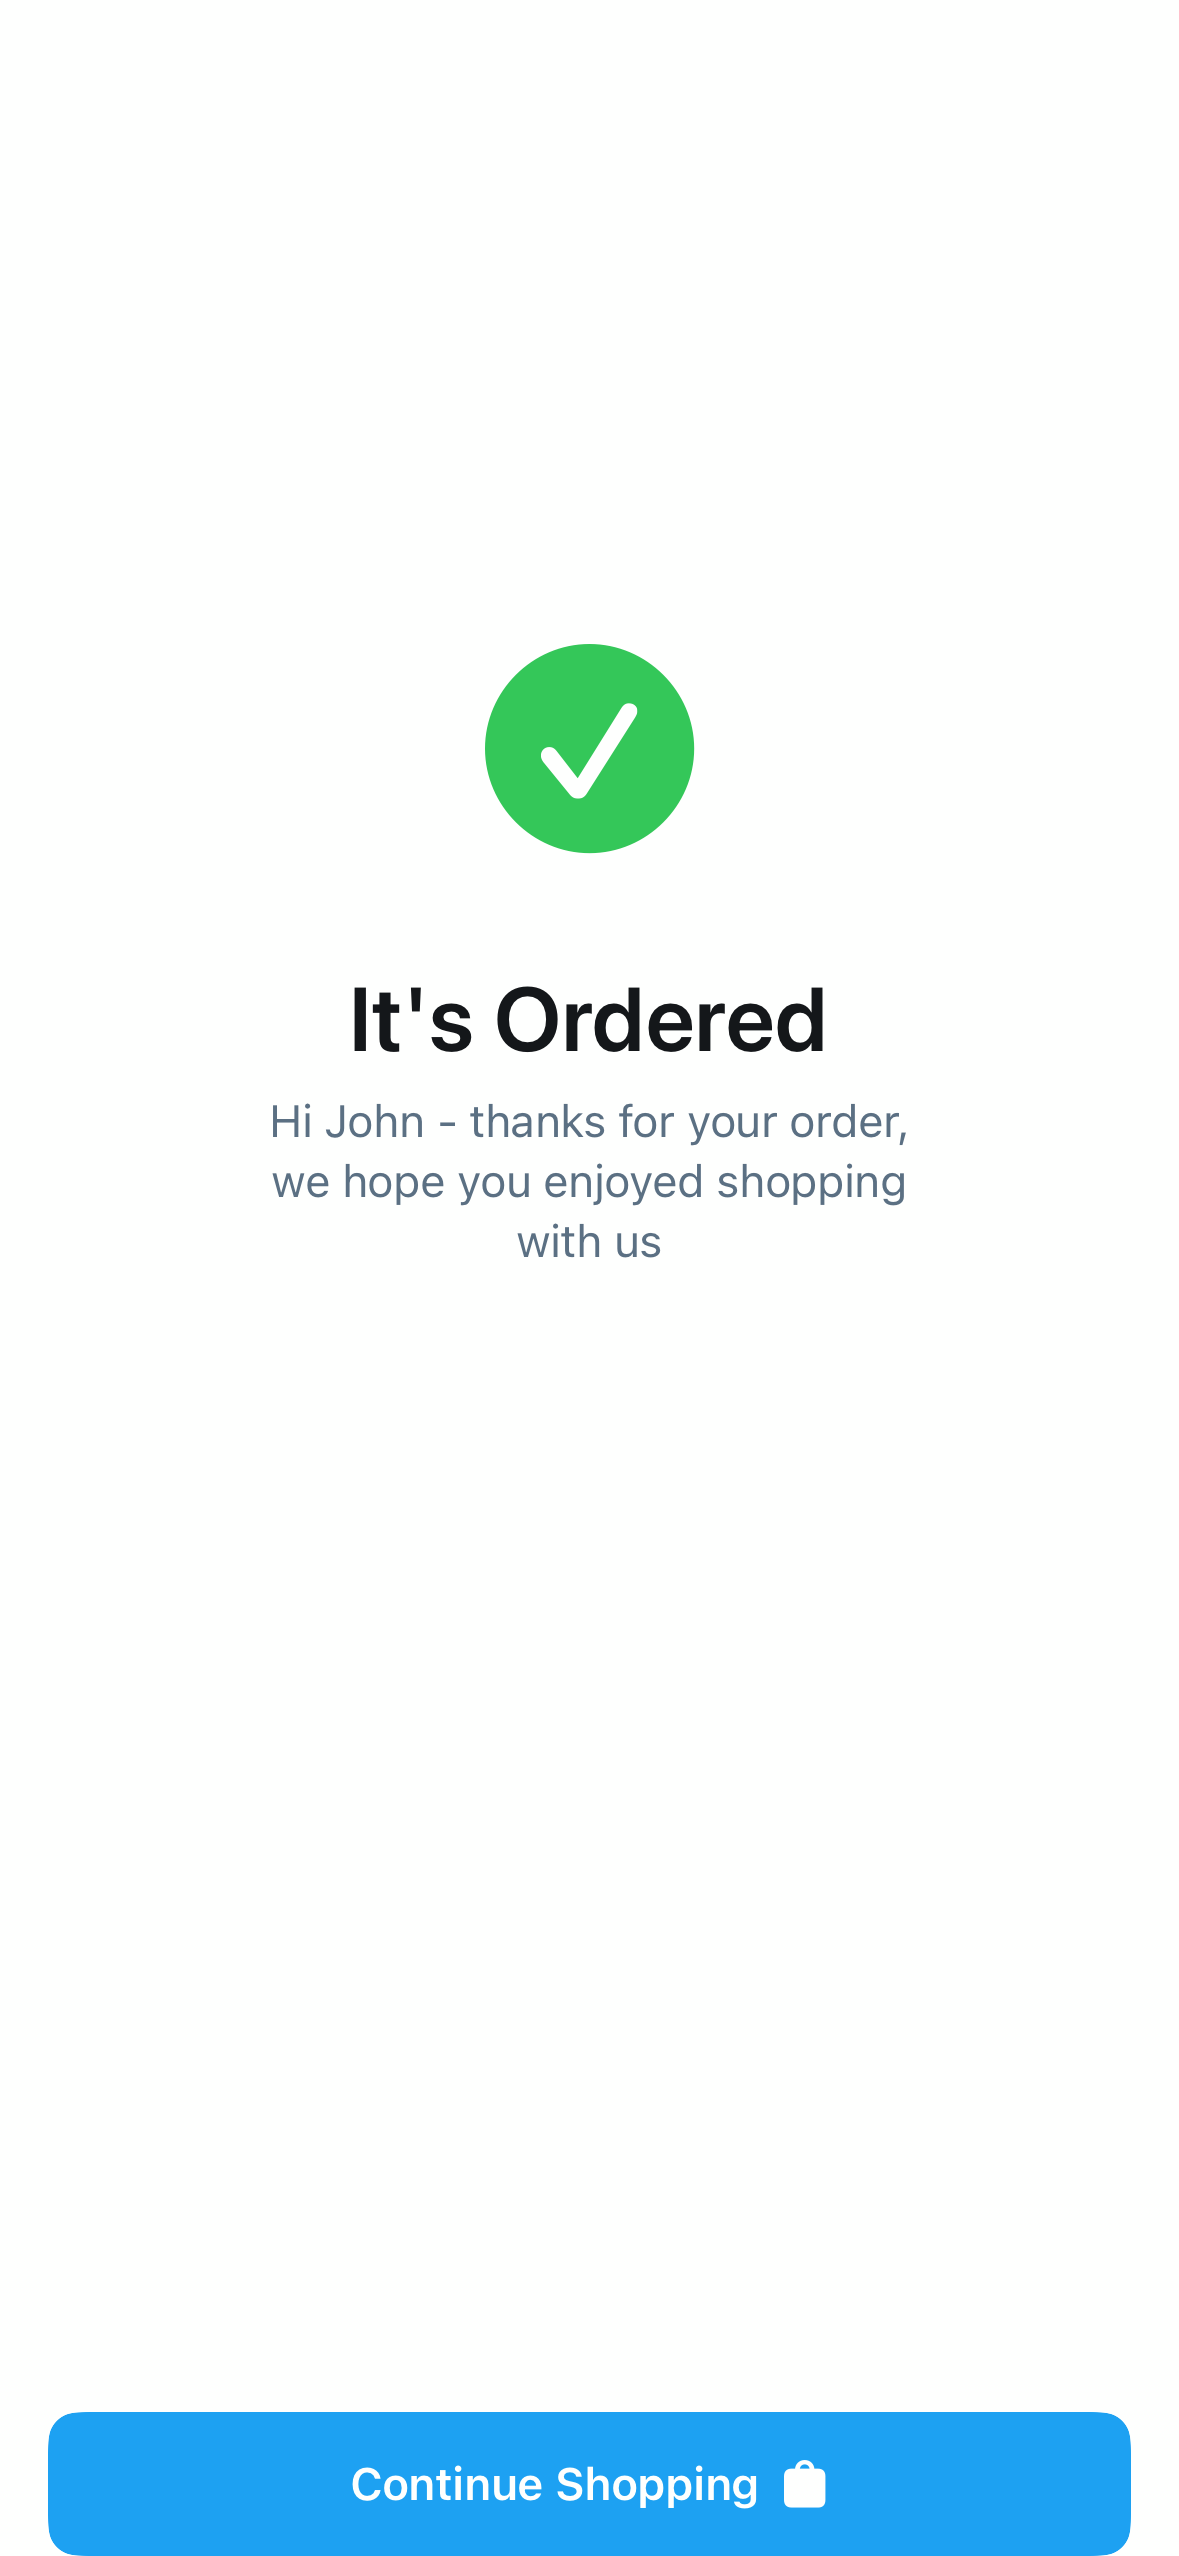 It's Ordered
Hi John - thanks for your order,
we hope you enjoyed shopping
with us
Continue Shopping